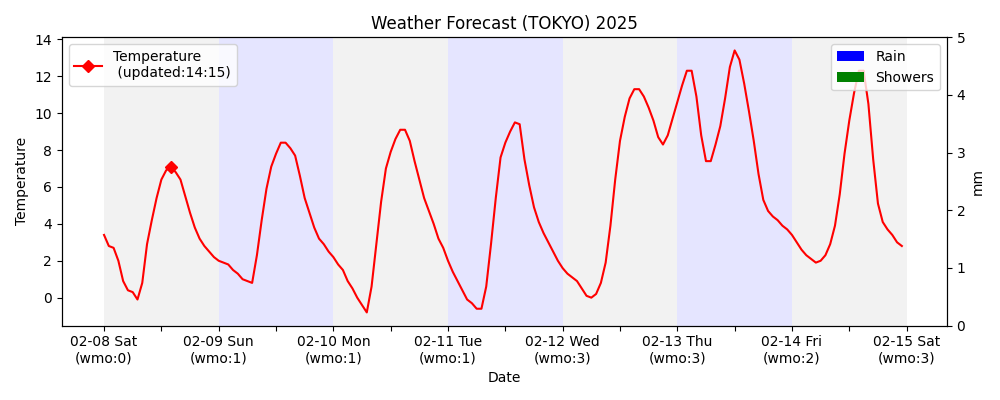 Weather Forecast (TOKYO) 2025
Temperature
(updated:14:15)
Rain
Showers
14
12
10
8
6
4
2
0
Temperature
5
4
3
2
1
0
mm
02-08 Sat
(wmo:0)
02-09 Sun
(wmo:1)
02-10 Mon
(wmo:1)
02-11 Tue
(wmo:1)
02-12 Wed
(wmo:3)
02-13 Thu
(wmo:3)
02-14 Fri
(wmo:2)
02-15 Sat
(wmo:3)
Date